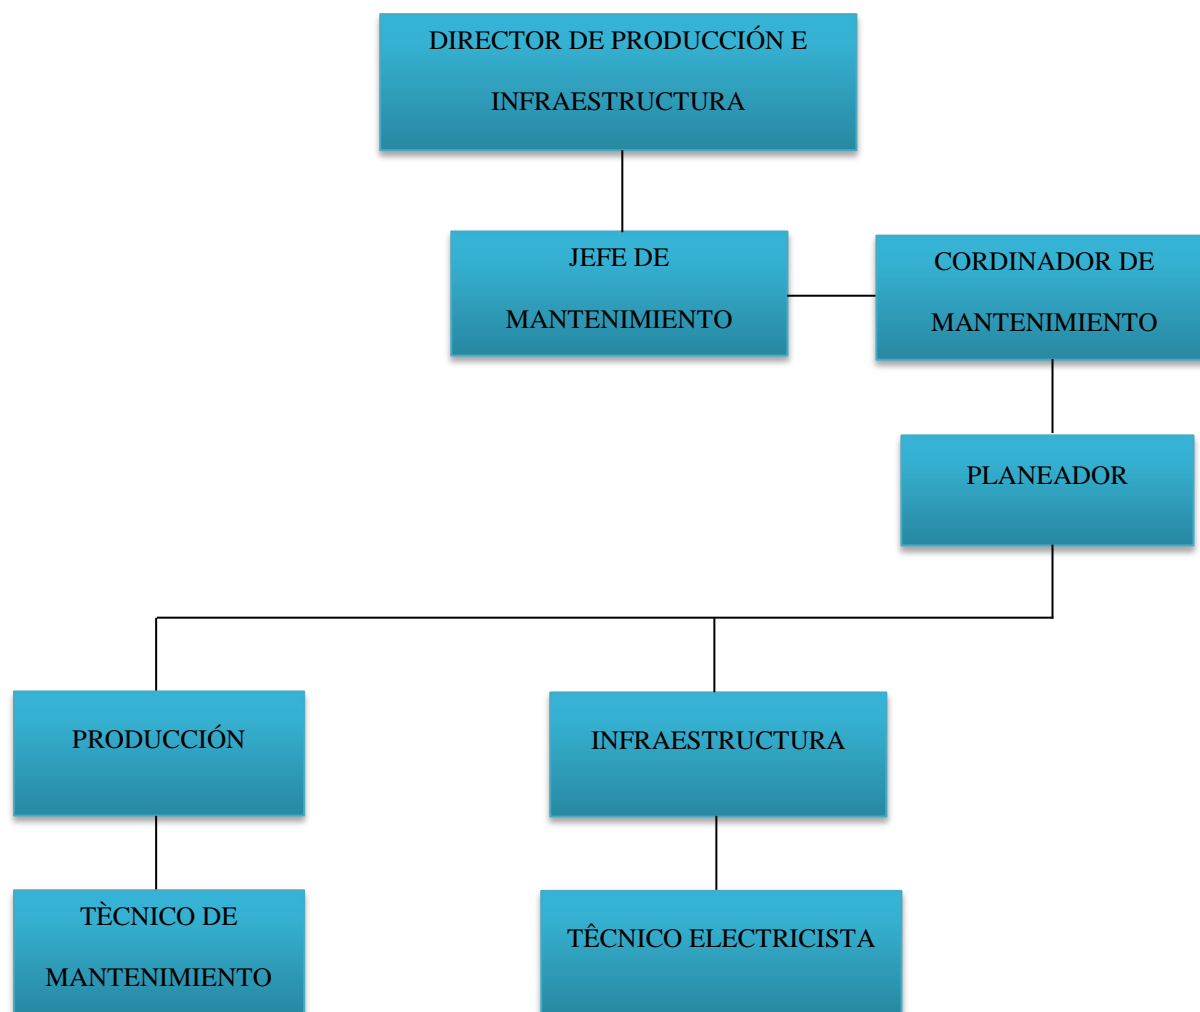 DIRECTOR DE PRODUCCIÓN E
INFRAESTRUCTURA
JEFE DE
MANTENIMIENTO
CORDINADOR DE
MANTENIMIENTO
PLANEADOR
PRODUCCIÓN
INFRAESTRUCTURA
TÈCNICO DE
MANTENIMIENTO
TÊCNICO ELECTRICISTA